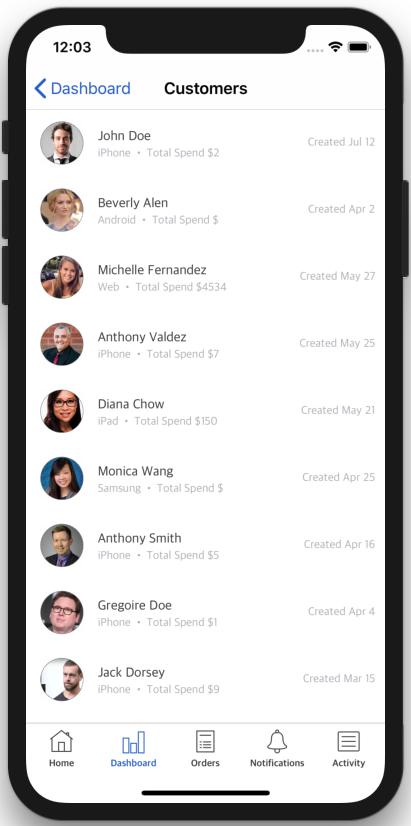 12:03
Dashboard Customers
John Doe
Created Jul 12
iPhone • Total Spend $2
Beverly Alen
Created Apr 2
Android • Total Spend $
Michelle Fernandez
Created May 27
Web • Total Spend $4534
Anthony Valdez
Created May 25
iPhone • Total Spend $7
Diana Chow
Created May 21
iPad • Total Spend $150
Monica Wang
Created Apr 25
Samsung • Total Spend $
Anthony Smith
Created Apr 16
iPhone • Total Spend $5
Gregoire Doe
Created Apr 4
iPhone • Total Spend $1
Jack Dorsey
Created Mar 15
iPhone • Total Spend $9
Home Dashboard Orders Notifications Activity